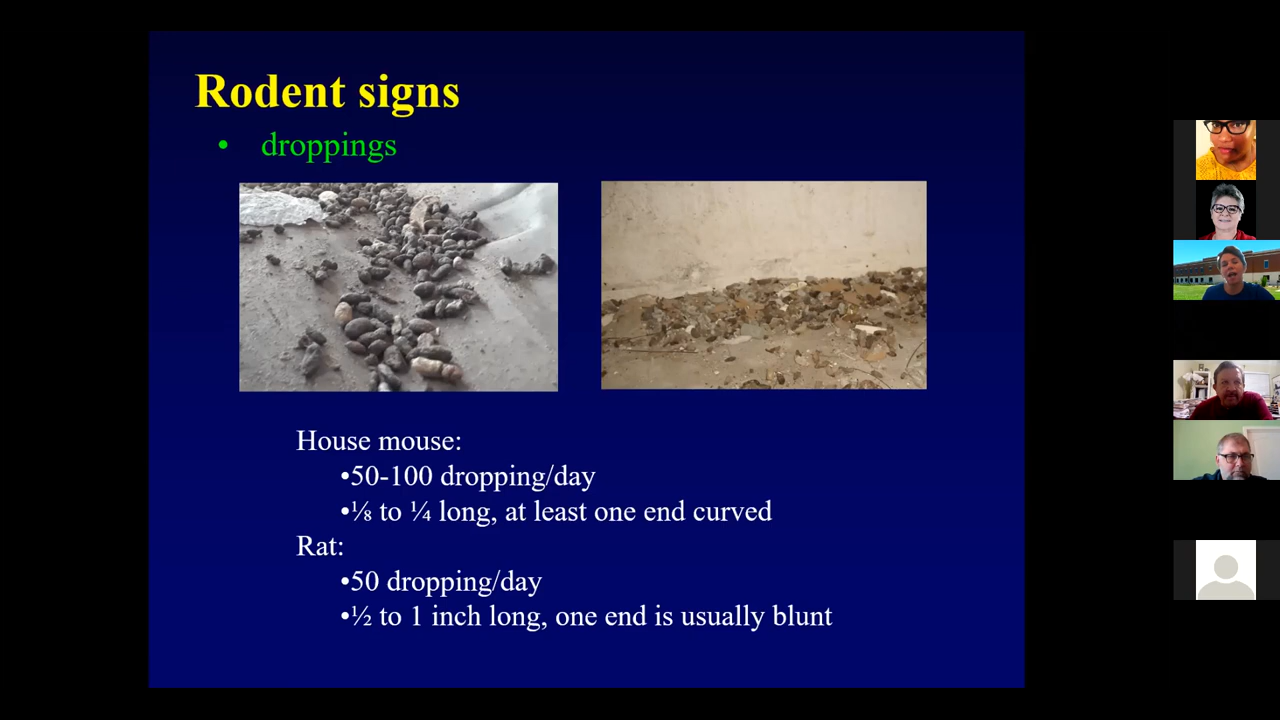 Rodent signs
• droppings
House mouse:
•50-100 dropping/day
•⅛ to ¼ long, at least one end curved
Rat:
•50 dropping/day
•½ to 1 inch long, one end is usually blunt